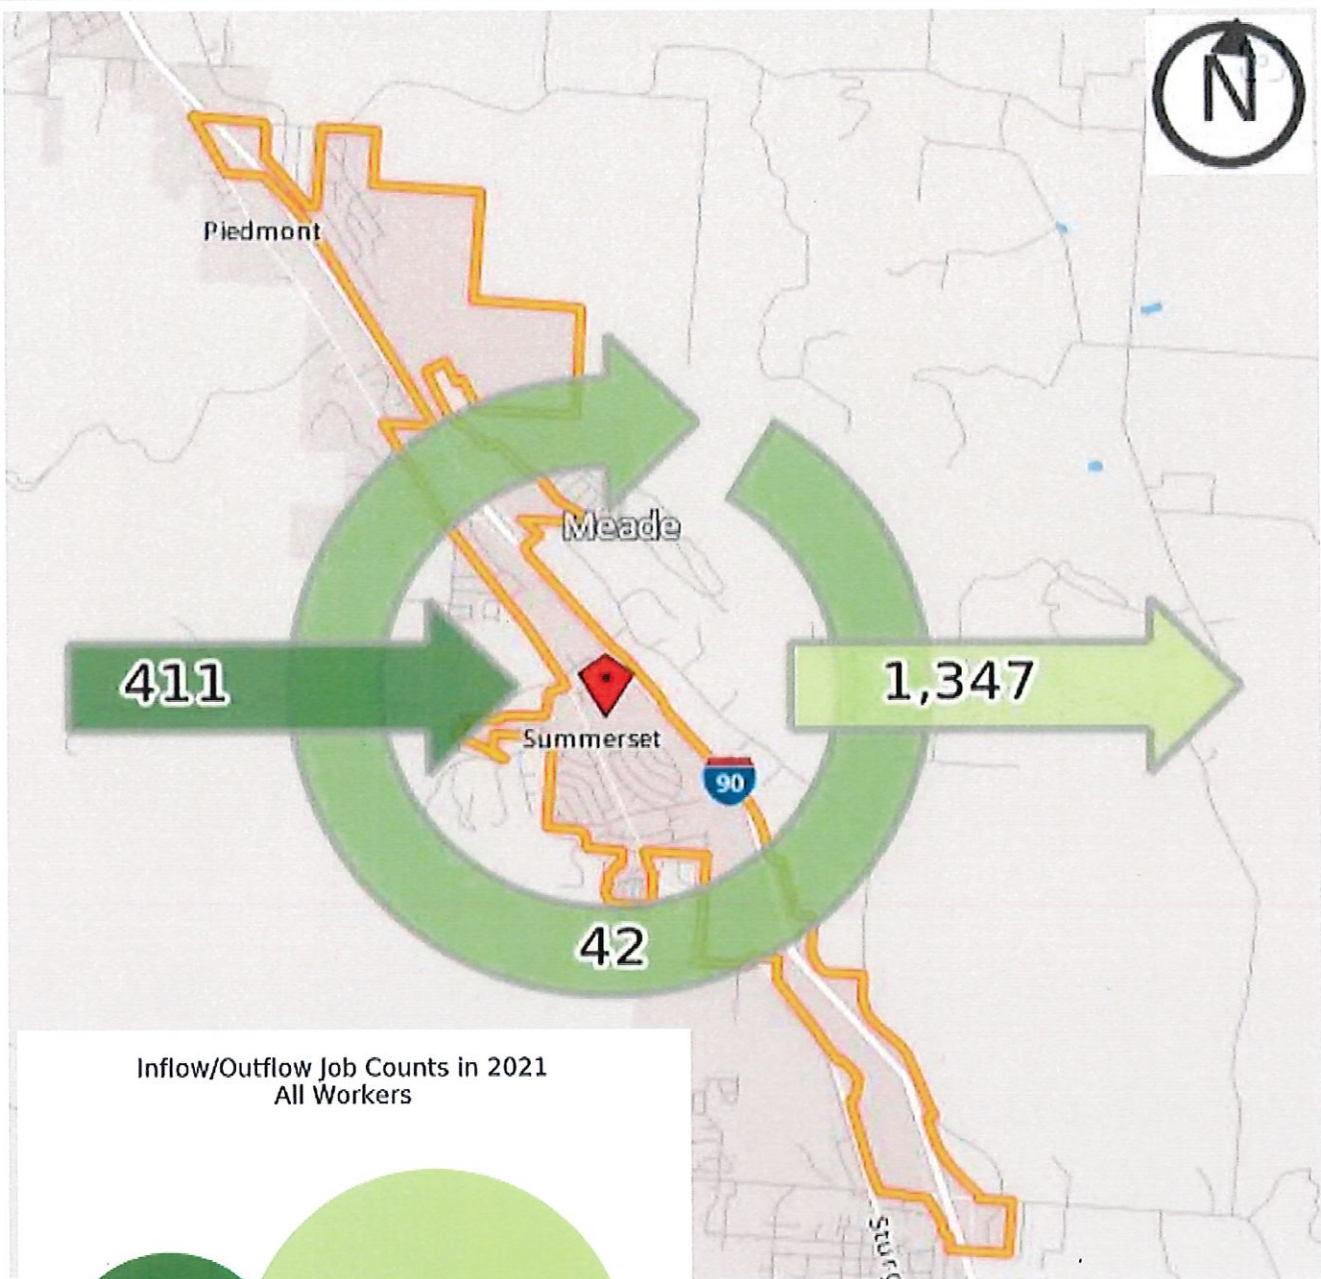 N
Piedmont
Meade
411
1,347
Summerset
90
42
Inflow/Outflow Job Counts in 2021
All Workers